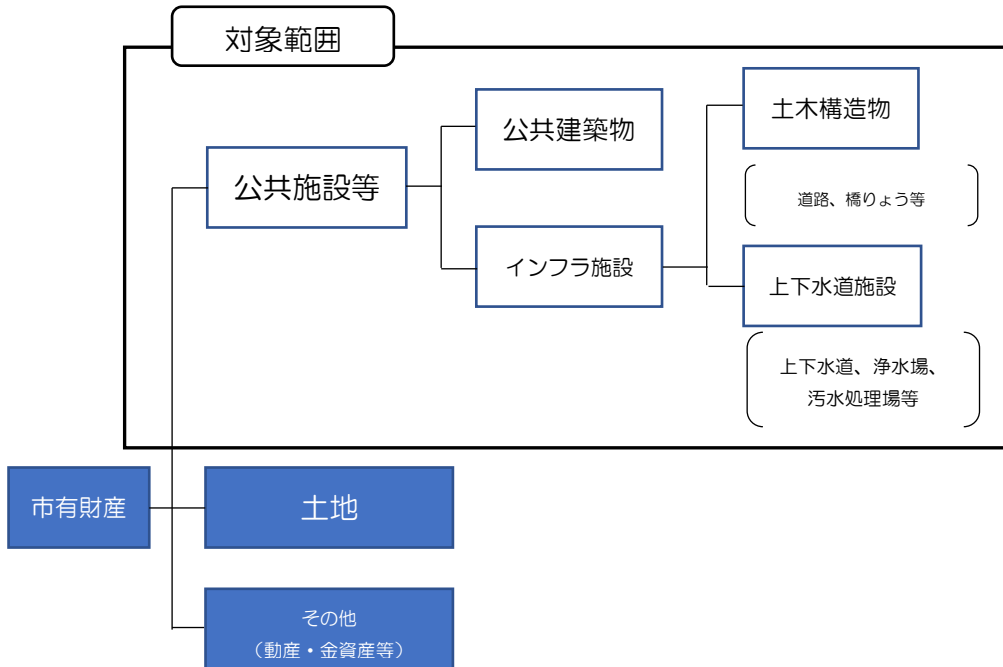 対象範囲
公共施設等
公共建築物
インフラ施設
土木構造物
道路、橋りょう等
上下水道施設
上下水道、浄水場、
汚水処理場等
市有財産
土地
その他
（動産・金資産等）